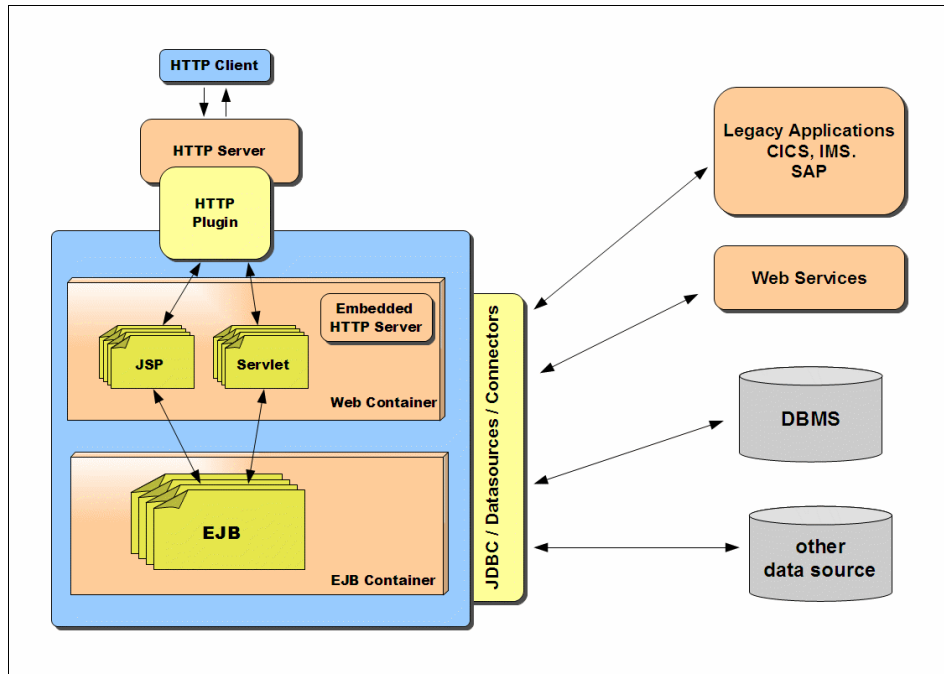 HTTP Client
HTTP Server
HTTP
Plugin
Embedded
HTTP Server
JSP
Servlet
Web Container
EJB
EJB Container
JDBC / Datasources / Connectors
Legacy Applications
CICS, IMS.
SAP
Web Services
DBMS
other
data source